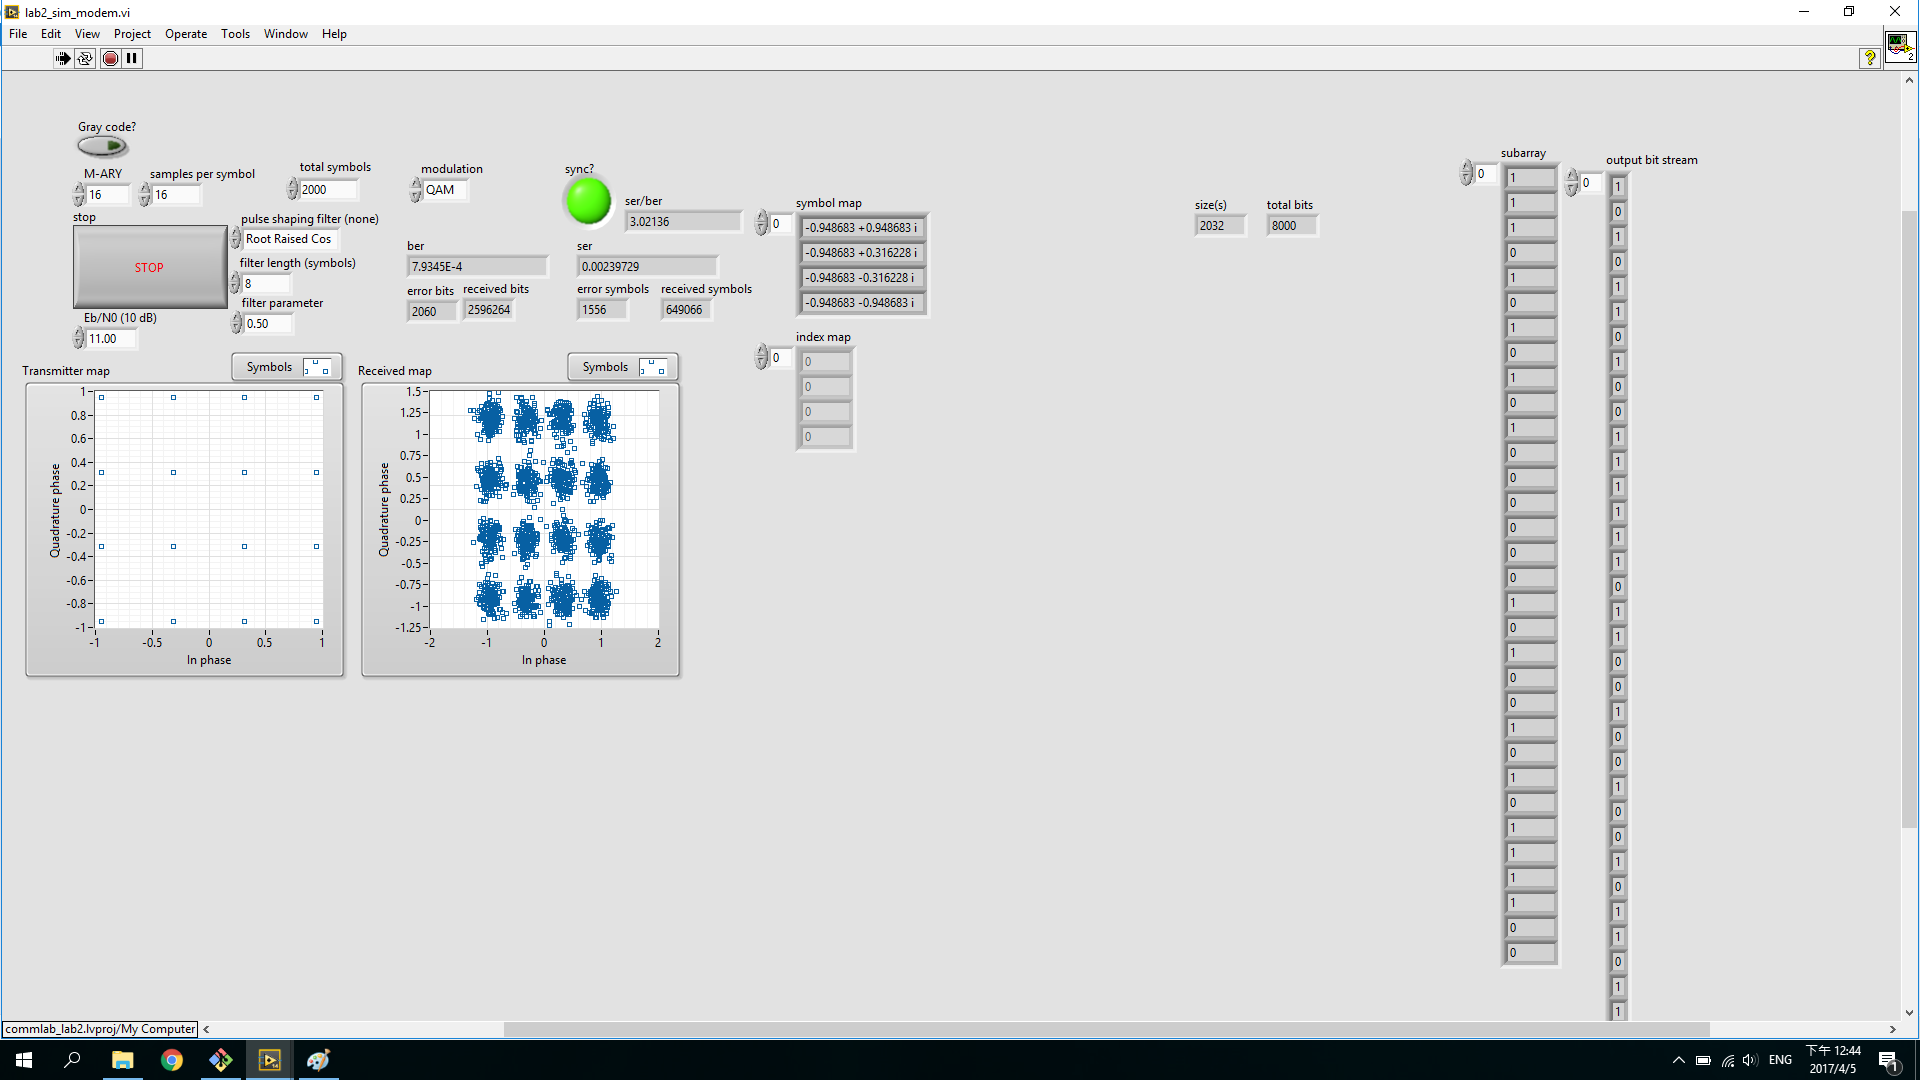 lab2_sim_modem.vi
File Edit View Project Operate Tools Window Help
2
Gray code?
M-ARY
16
samples per symbol
16
total symbols
2000
modulation
QAM
sync?
ser/ber
3.02136
stop
STOP
pulse shaping filter (none)
Root Raised Cos
filter length (symbols)
8
filter parameter
0.50
Eb/N0 (10 dB)
11.00
ber
7.9345E-4
ser
0.00239729
error bits
2060
received bits
2596264
error symbols
1556
received symbols
649066
symbol map
0
-0.948683 +0.948683 i
-0.948683 +0.316228 i
-0.948683 -0.316228 i
-0.948683 -0.948683 i
index map
0
0
0
0
0
size(s)
2032
total bits
8000
Transmitter map
Symbols
Quadrature phase
1
0.8
0.6
0.4
0.2
0
-0.2
-0.4
-0.6
-0.8
-1
-1 -0.5 0 0.5 1
In phase
Received map
Symbols
Quadrature phase
1.5
1.25
1
0.75
0.5
0.25
0
-0.25
-0.5
-0.75
-1
-1.25
-2 -1 0 1 2
In phase
subarray
0
1
1
1
0
1
0
1
0
1
0
1
0
0
0
0
0
0
1
0
1
0
0
1
0
1
0
1
1
1
1
0
0
output bit stream
0
1
0
1
0
1
1
0
1
0
0
1
1
1
1
1
1
0
1
1
0
0
1
0
0
1
0
0
1
0
1
1
0
1
1
commlab_lab2.lvproj/My Computer
ENG
下午 12:44
2017/4/5
1